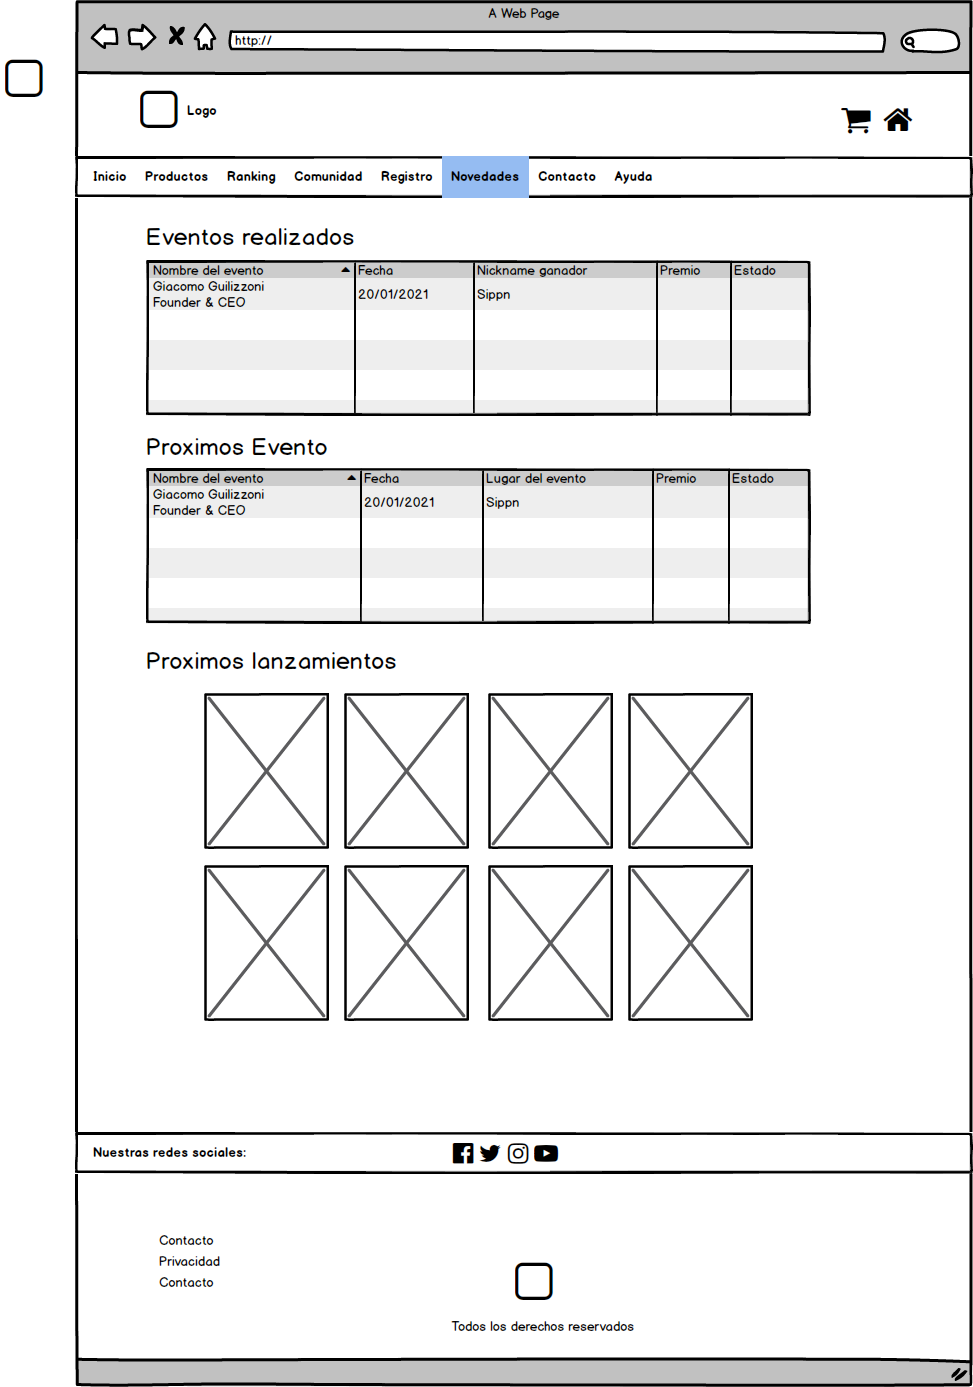 A Web Page
http://
Logo
Inicio Productos Ranking Comunidad Registro Novedades Contacto Ayuda
Eventos realizados
Nombre del evento Fecha Nickname ganador Premio Estado
Giacomo Guilizzoni
Founder & CEO
20/01/2021 Sippn
Proximos Evento
Nombre del evento Fecha Lugar del evento Premio Estado
Giacomo Guilizzoni
Founder & CEO
20/01/2021 Sippn
Proximos lanzamientos
Nuestras redes sociales:
Contacto
Privacidad
Contacto
Todos los derechos reservados